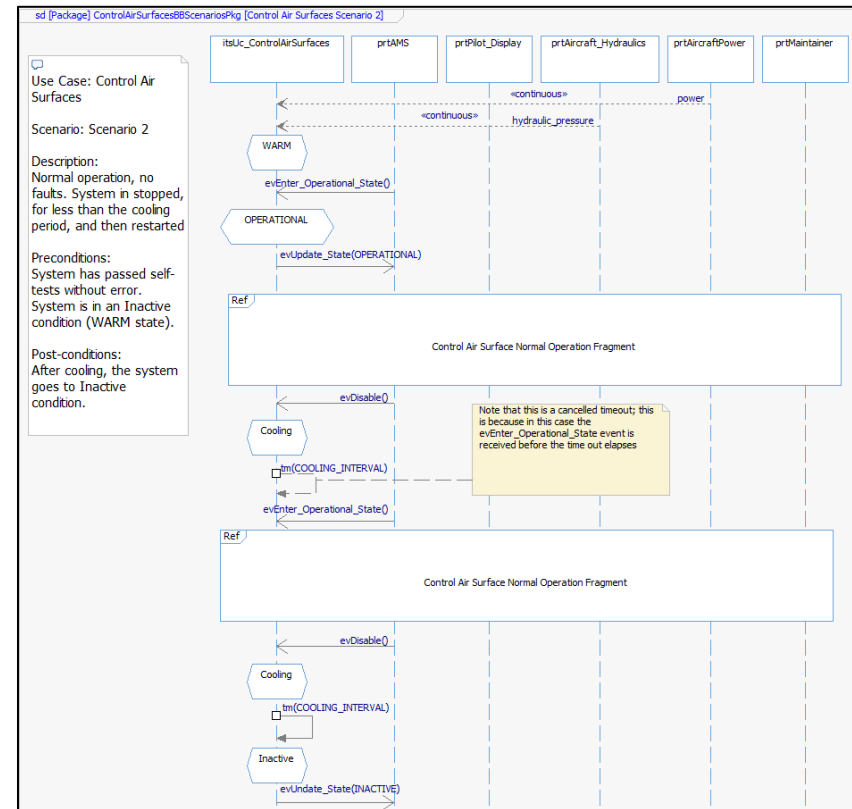 sd [Package] ControlAirSurfacesBBScenariosPkg [Control Air Surfaces Scenario 2]
Use Case: Control Air
Surfaces
Scenario: Scenario 2
Description:
Normal operation, no
faults. System in stopped,
for less than the cooling
period, and then restarted
Preconditions:
System has passed self-
tests without error.
System is in an Inactive
condition (WARM state).
Post-conditions:
After cooling, the system
goes to Inactive
condition.
itsUc_ControlAirSurfaces
prtAMS
prtPilot_Display
prtAircraft_Hydraulics
prtAircraftPower
prtMaintainer
«continuous»
power
«continuous»
hydraulic_pressure
WARM
evEnter_Operational_State()
OPERATIONAL
evUpdate_State(OPERATIONAL)
Ref
Control Air Surface Normal Operation Fragment
evDisable()
Note that this is a cancelled timeout; this
is because in this case the
evEnter_Operational_State event is
received before the time out elapses
Cooling
tm(COOLING_INTERVAL)
evEnter_Operational_State()
Ref
Control Air Surface Normal Operation Fragment
evDisable()
Cooling
tm(COOLING_INTERVAL)
Inactive
evUpdate_State(INACTIVE)